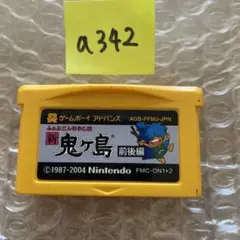 a342
ゲームボーイ アドバンス AGB-FFMJ-JPN
ふぁみこんむかし話
新 鬼ヶ島
前後編
©1987-2004 Nintendo FMC-ON1+2